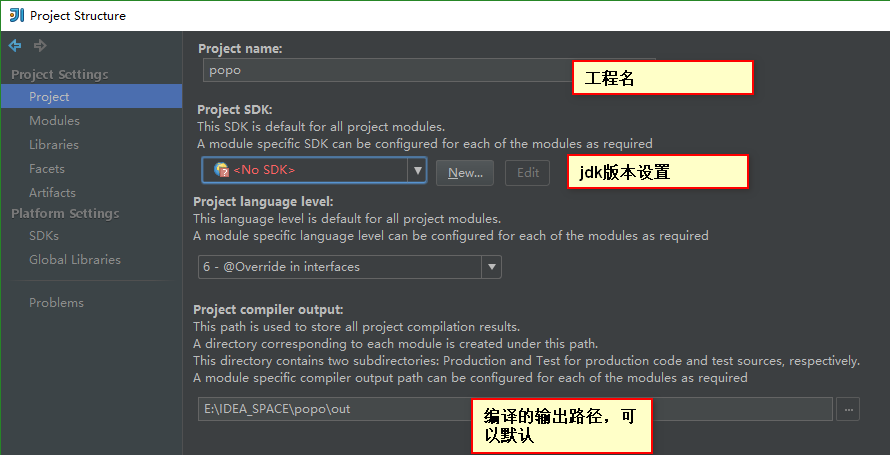 Project Structure
Project Settings
Project
Modules
Libraries
Facets
Artifacts
Platform Settings
SDKs
Global Libraries
Problems
Project name:
popo
工程名
Project SDK:
This SDK is default for all project modules.
A module specific SDK can be configured for each of the modules as required
<No SDK>
New...
Edit
jdk版本设置
Project language level:
This language level is default for all project modules.
A module specific language level can be configured for each of the modules as required
6 - @Override in interfaces
Project compiler output:
This path is used to store all project compilation results.
A directory corresponding to each module is created under this path.
This directory contains two subdirectories: Production and Test for production code and test sources, respectively.
A module specific compiler output path can be configured for each of the modules as required
E:\IDEA_SPACE\popo\out
...
编译的输出路径，可
以默认